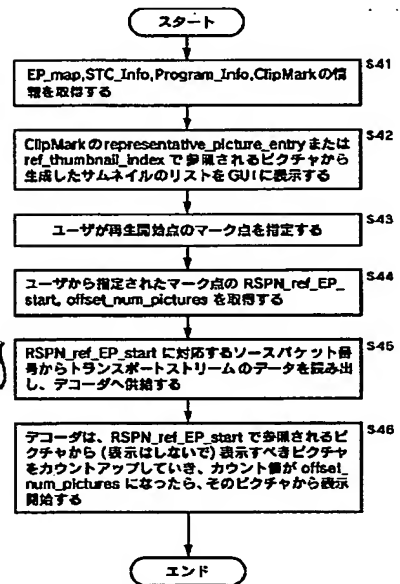 スタート
S41
EP_map,STC_Info,Program_Info,ClipMarkの情
報を取得する
S42
ClipMarkのrepresentative_picture_entryまたは
ref_thumbnail_indexで参照されるピクチャから
生成したサムネイルのリストをGUIに表示する
S43
ユーザが再生開始点のマーク点を指定する
S44
ユーザから指定されたマーク点のRSPN_ref_EP_
start, offset_num_picturesを取得する
S45
RSPN_ref_EP_startに対応するソースパケット番
号からトランスポートストリームのデータを読み出
し、デコーダへ供給する
S46
デコーダは、RSPN_ref_EP_startで参照されるピ
クチャから(表示はしないで)表示すべきピクチャ
をカウントアップしていき、カウント値がoffset_
num_picturesになったら、そのピクチャから表示
開始する
エンド